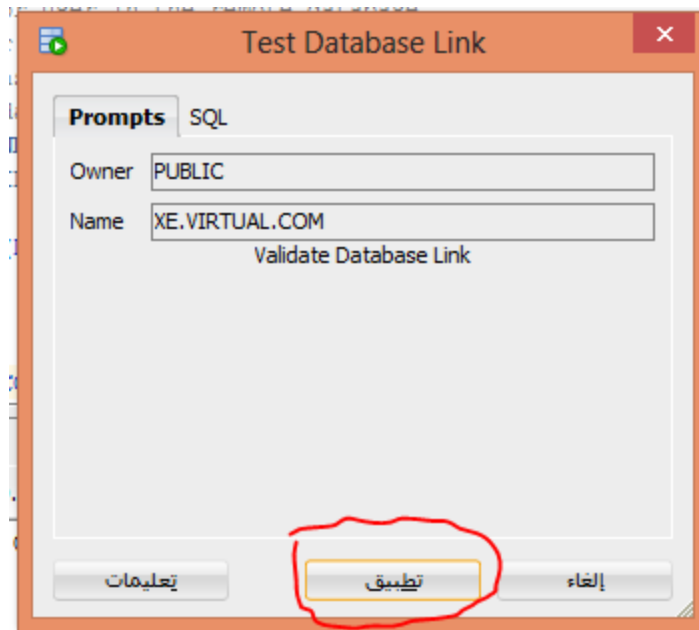 Test Database Link
Prompts SQL
Owner PUBLIC
Name XE.VIRTUAL.COM
Validate Database Link
تعليمات تطبيق إلغاء